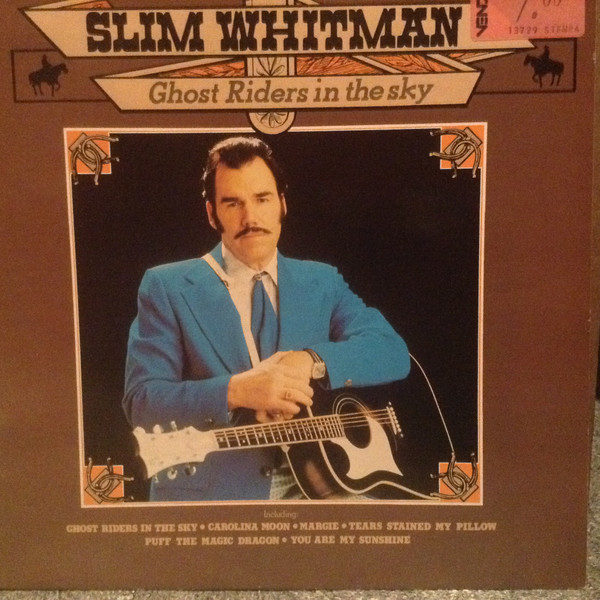 SLIM WHITMAN
Ghost Riders in the sky
Including:
GHOST RIDERS IN THE SKY • CAROLINA MOON • MARGIE • TEARS STAINED MY PILLOW
PUFF THE MAGIC DRAGON • YOU ARE MY SUNSHINE